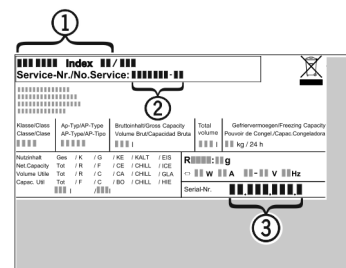 1
Index /
Service-Nr./No.Service: -
2
Klasse/Class
Classe/Clase
Ap-Typ/AP-Type
AP-Type/AP-Tipo
Bruttoinhalt/Gross Capacity
Volume Brut/Capacidad Bruta
l
Total
volume
l
Gefriervermoegen/Freezing Capacity
Pouvoir de Congel./Capac.Congeladora
kg / 24 h
Nutzinhalt Ges / K / G / KE / KALT / EIS
Net.Capacity Tot / R / F / CE / CHILL / ICE
Volume Utile Tot / R / C / CA / CHILL / GLA
Capac. Util Tot / F / C / BO / CHILL / HIE
l / l
R : g
W A - V Hz
Serial-Nr. . . .
3